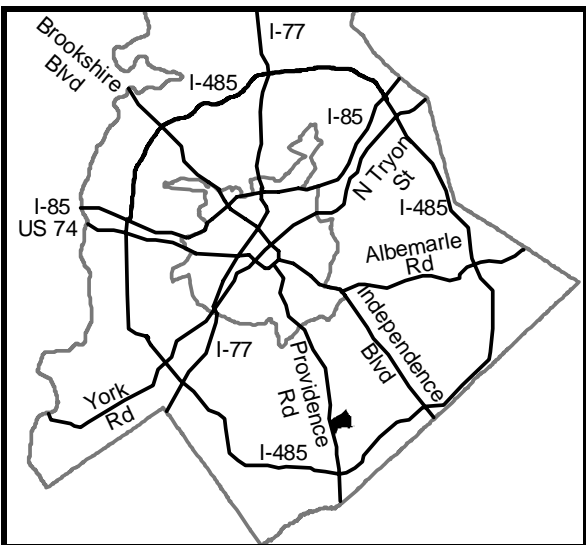 I-77
Brookshire
Blvd
I-485
I-85
N Tryon
St
I-85
US 74
I-485
Albemarle
Rd
Independence
Blvd
I-77
Providence
Rd
York
Rd
I-485